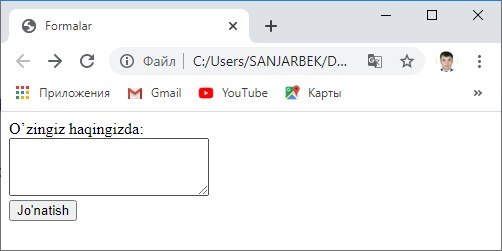 Formalar
Файл C:/Users/SANJARBEK/D...
Приложения Gmail YouTube Карты
O`zingiz haqingizda:
Jo'natish